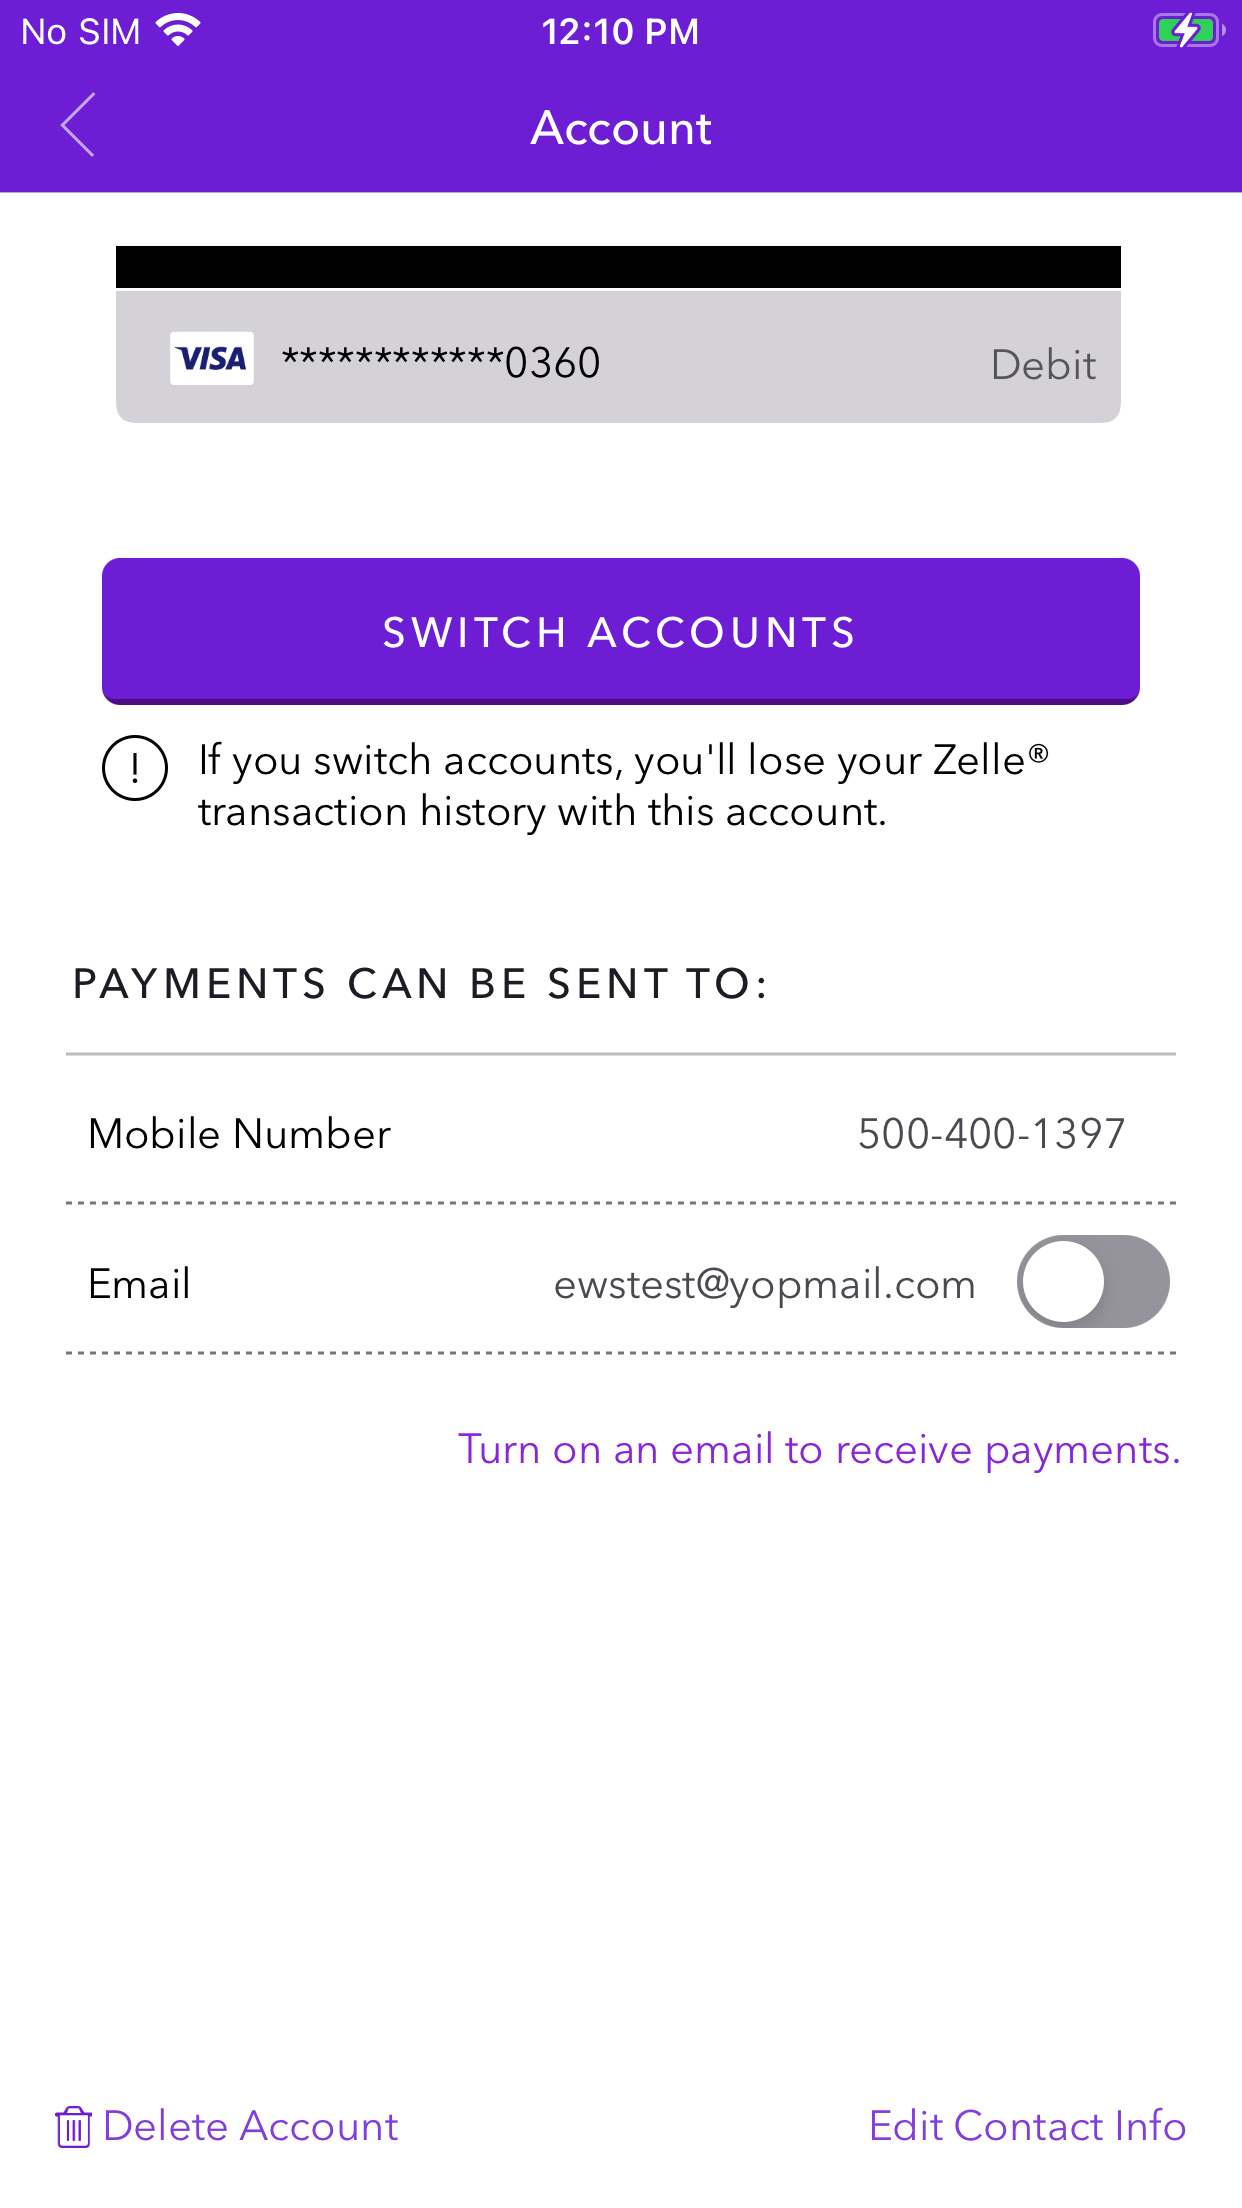 No SIM 12:10 PM
Account
VISA ************0360 Debit
SWITCH ACCOUNTS
! If you switch accounts, you'll lose your Zelle®
transaction history with this account.
PAYMENTS CAN BE SENT TO:
Mobile Number 500-400-1397
Email ewstest@yopmail.com
Turn on an email to receive payments.
Delete Account Edit Contact Info